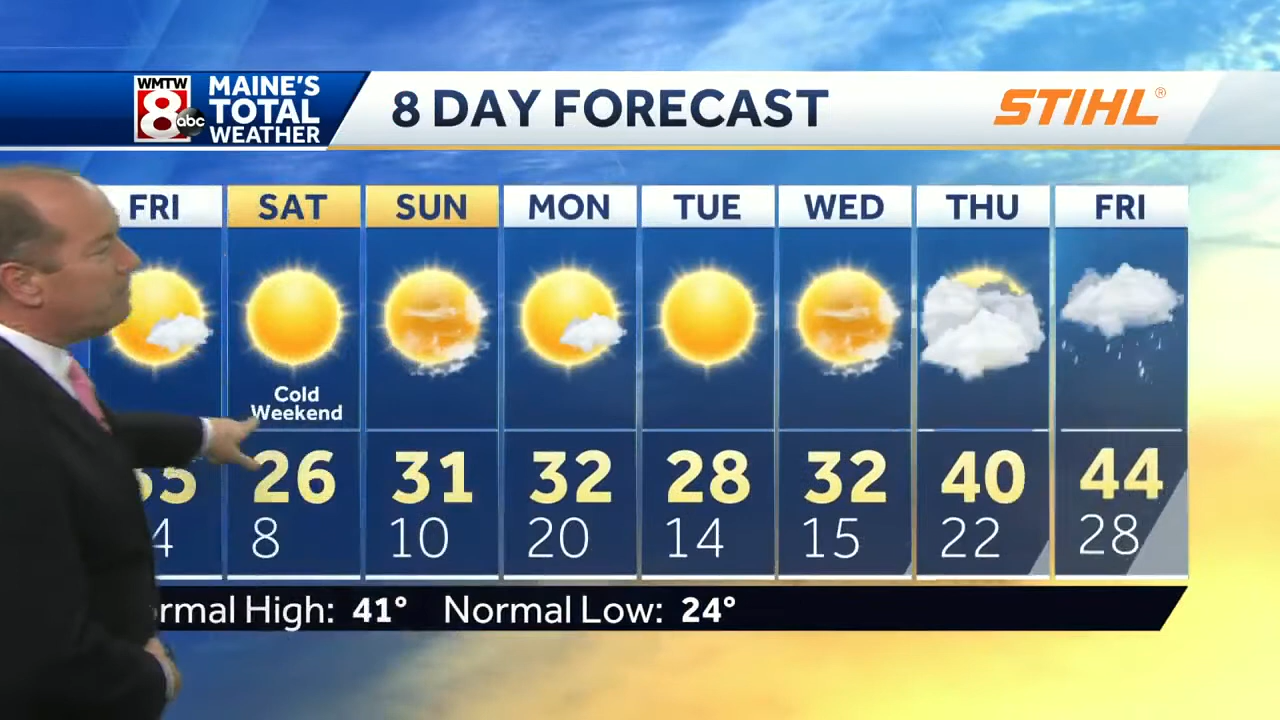 WMTW
8
abc
MAINE'S
TOTAL
WEATHER
8 DAY FORECAST
STIHL®
FRI SAT SUN MON TUE WED THU FRI
Cold
Weekend
26 31 32 28 32 40 44
8 10 20 14 15 22 28
High: 41° Normal Low: 24°